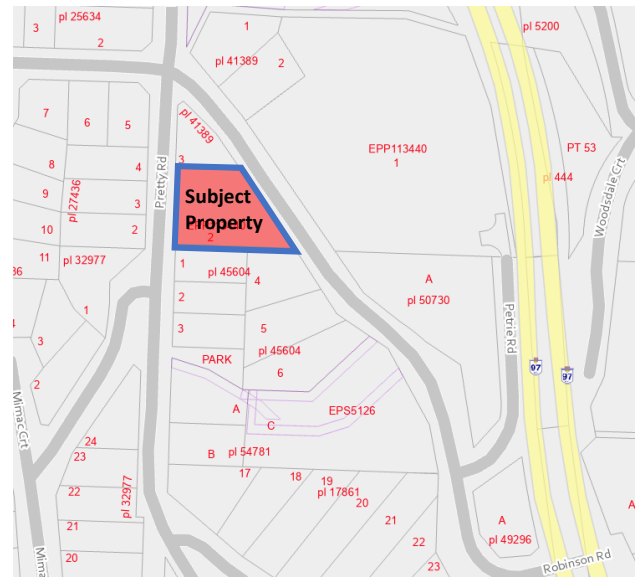 pl 25634
3
2
1
pl 41389
2
pl 5200
7
6
5
pl 41389
EPP113440
1
PT 53
pl 444
Woodsdale Crt
8
4
3
Pretty Rd
9
pl 27436
3
Subject
Property
10
2
2
11
pl 32977
1
pl 45604
4
A
pl 50730
2
1
3
5
pl 45604
3
PARK
6
Petrie Rd
97
97
2
Mimac Crt
A
C
EPS5126
24
B
pl 54781
23
17
18
19
pl 17861
20
22
pl 32977
21
A
pl 49296
21
22
20
23
Robinson Rd